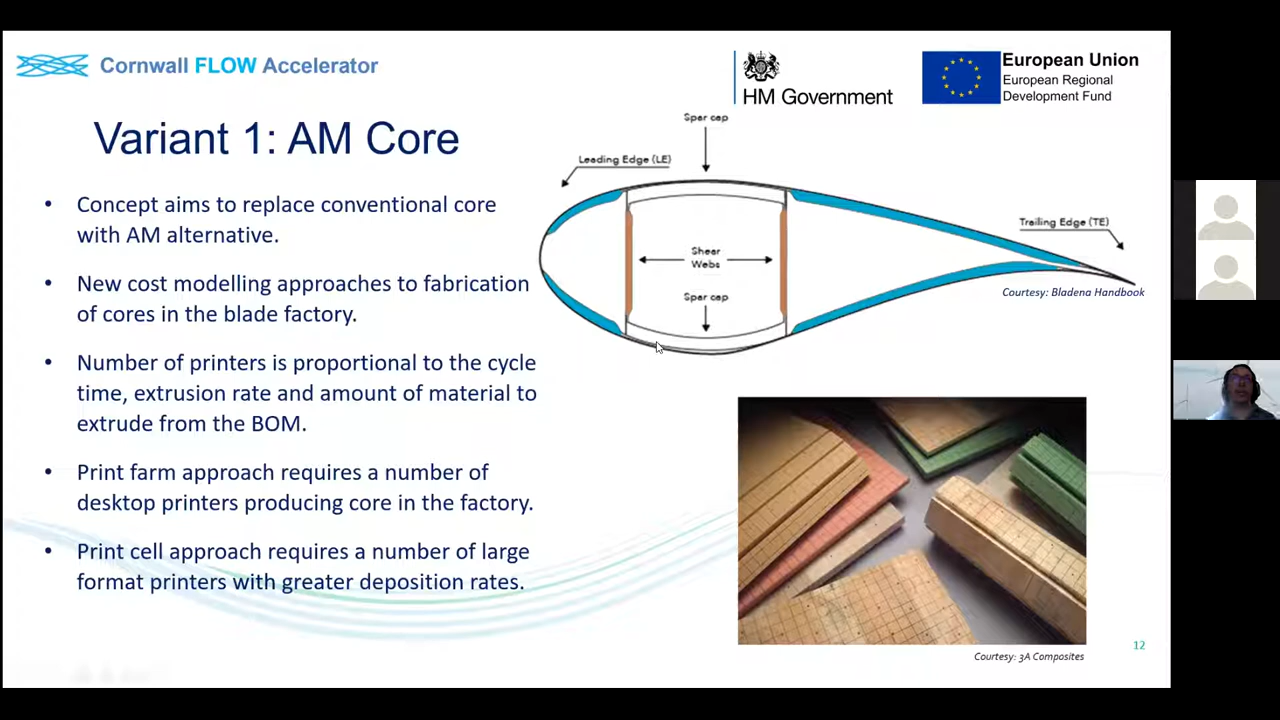 Cornwall FLOW Accelerator
HM Government
European Union
European Regional
Development Fund
Variant 1: AM Core
Concept aims to replace conventional core
with AM alternative.
New cost modelling approaches to fabrication
of cores in the blade factory.
Number of printers is proportional to the cycle
time, extrusion rate and amount of material to
extrude from the BOM.
Print farm approach requires a number of
desktop printers producing core in the factory.
Print cell approach requires a number of large
format printers with greater deposition rates.
Spar cap
Leading Edge (LE)
Trailing Edge (TE)
Shear
Webs
Spar cap
Courtesy: Bladena Handbook
Courtesy: 3A Composites
12